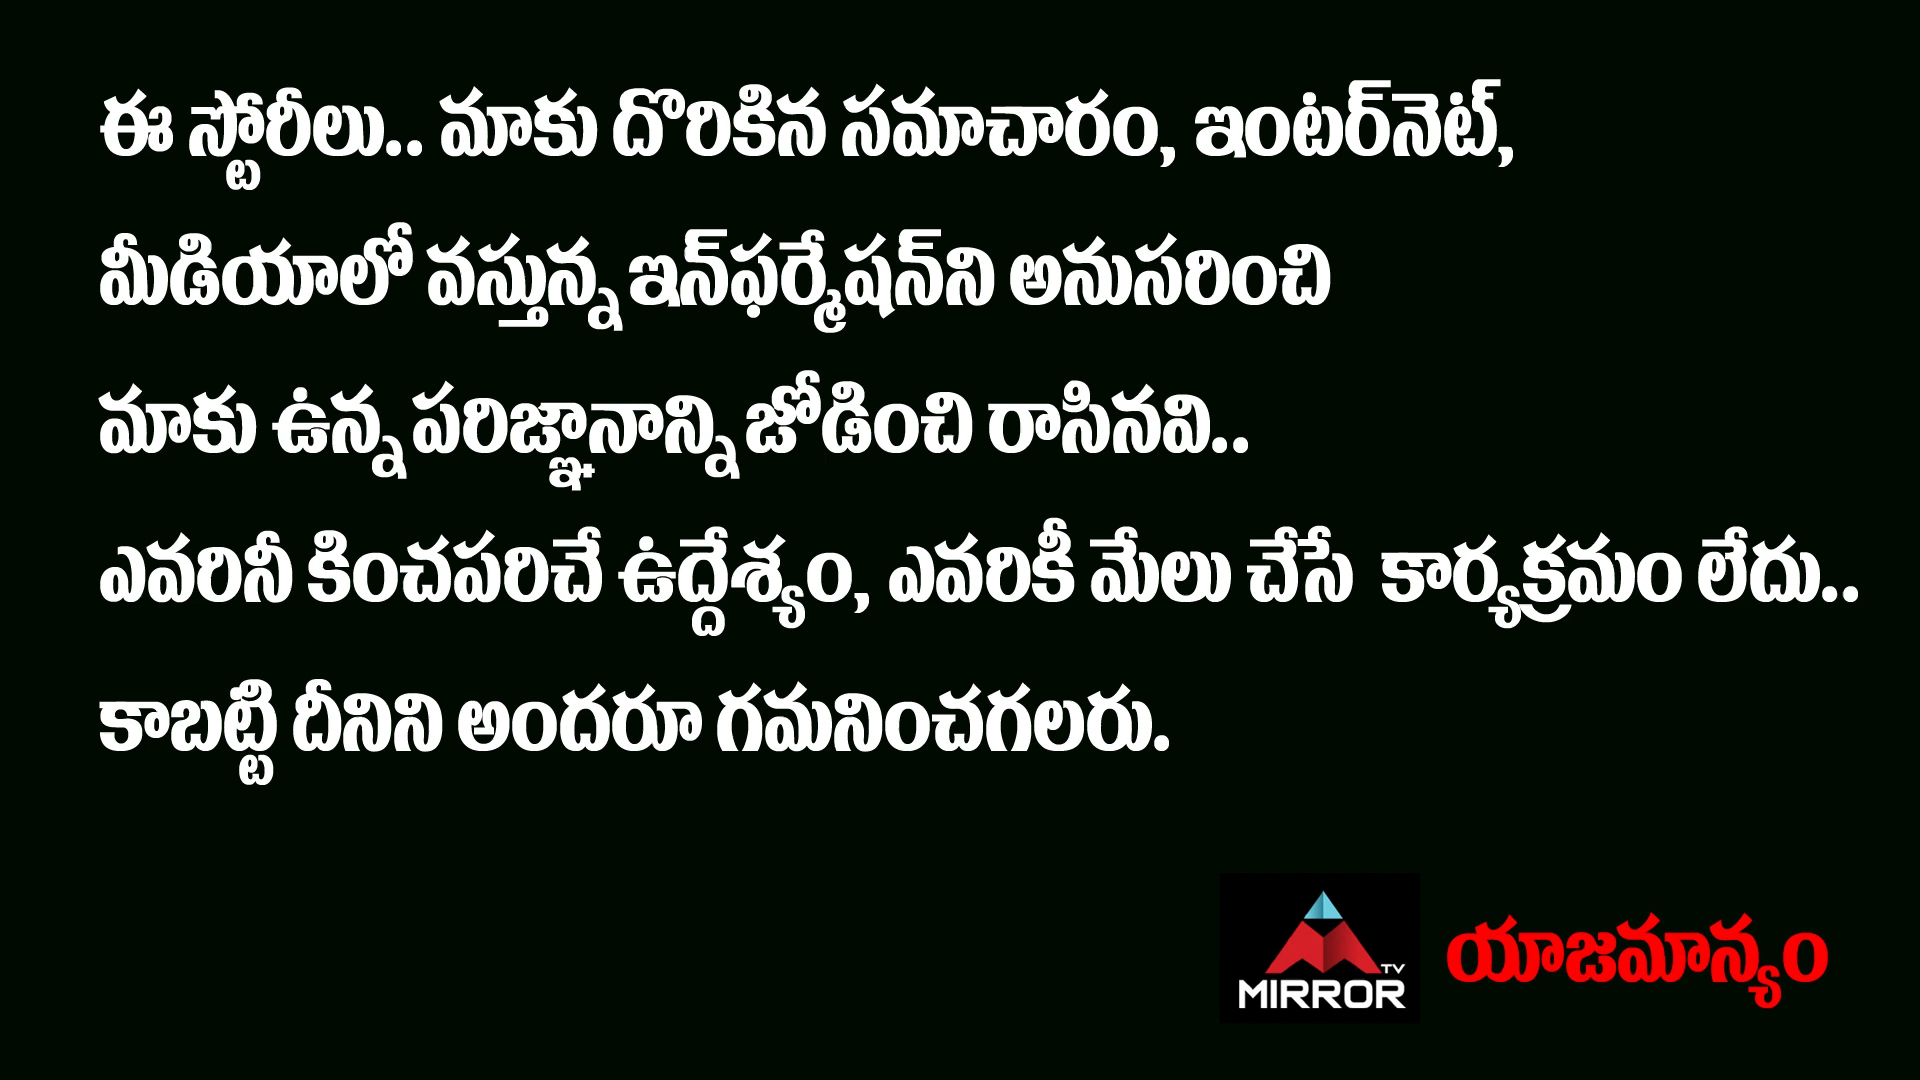 ఈ స్టోరీలు.. మాకు దొరికిన సమాచారం, ఇంటర్‌నెట్,
మీడియాలో వస్తున్న ఇన్‌ఫర్మేషన్‌ని అనుసరించి
మాకు ఉన్న పరిజ్ఞానాన్ని జోడించి రాసినవి..
ఎవరినీ కించపరిచే ఉద్దేశ్యం, ఎవరికీ మేలు చేసే కార్యక్రమం లేదు..
కాబట్టి దీనిని అందరూ గమనించగలరు.
TV
MIRROR
యాజమాన్యం